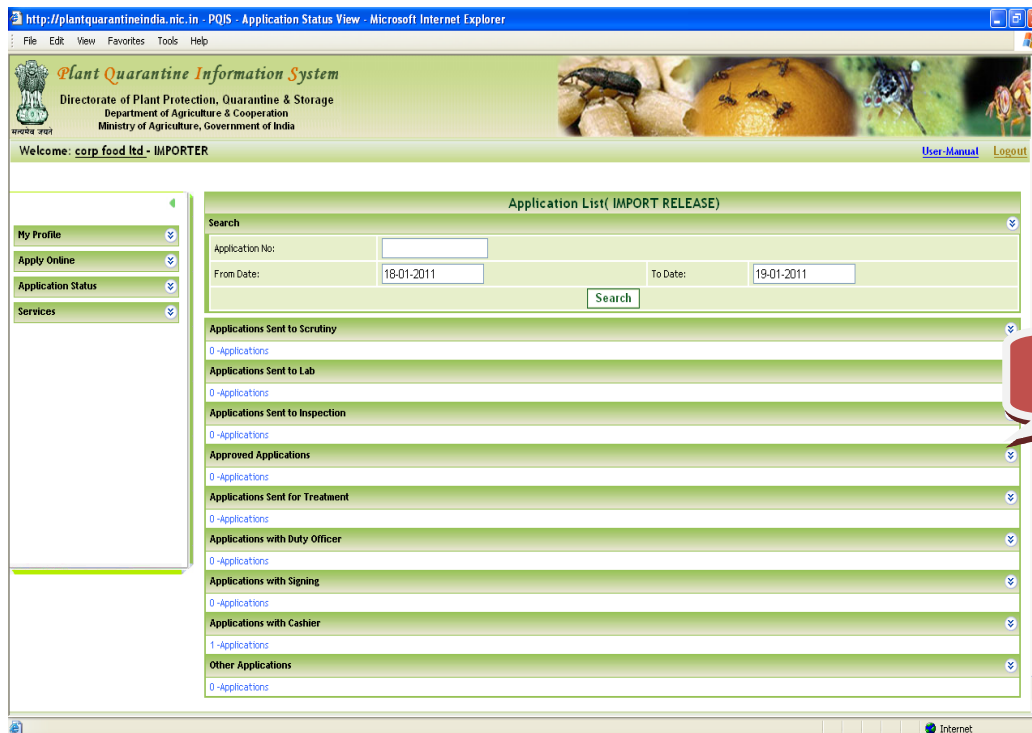 http://plantquarantineindia.nic.in - PQIS - Application Status View - Microsoft Internet Explorer
File Edit View Favorites Tools Help
Plant Quarantine Information System
Directorate of Plant Protection, Quarantine & Storage
Department of Agriculture & Cooperation
Ministry of Agriculture, Government of India
सत्यमेव जयते
Welcome: corp food ltd - IMPORTER
User-Manual Logout
My Profile
Apply Online
Application Status
Services
Application List( IMPORT RELEASE)
Search
Application No:
From Date: 18-01-2011 To Date: 19-01-2011
Search
Applications Sent to Scrutiny
0 -Applications
Applications Sent to Lab
0 -Applications
Applications Sent to Inspection
0 -Applications
Approved Applications
0 -Applications
Applications Sent for Treatment
0 -Applications
Applications with Duty Officer
0 -Applications
Applications with Signing
0 -Applications
Applications with Cashier
1 -Applications
Other Applications
0 -Applications
Internet